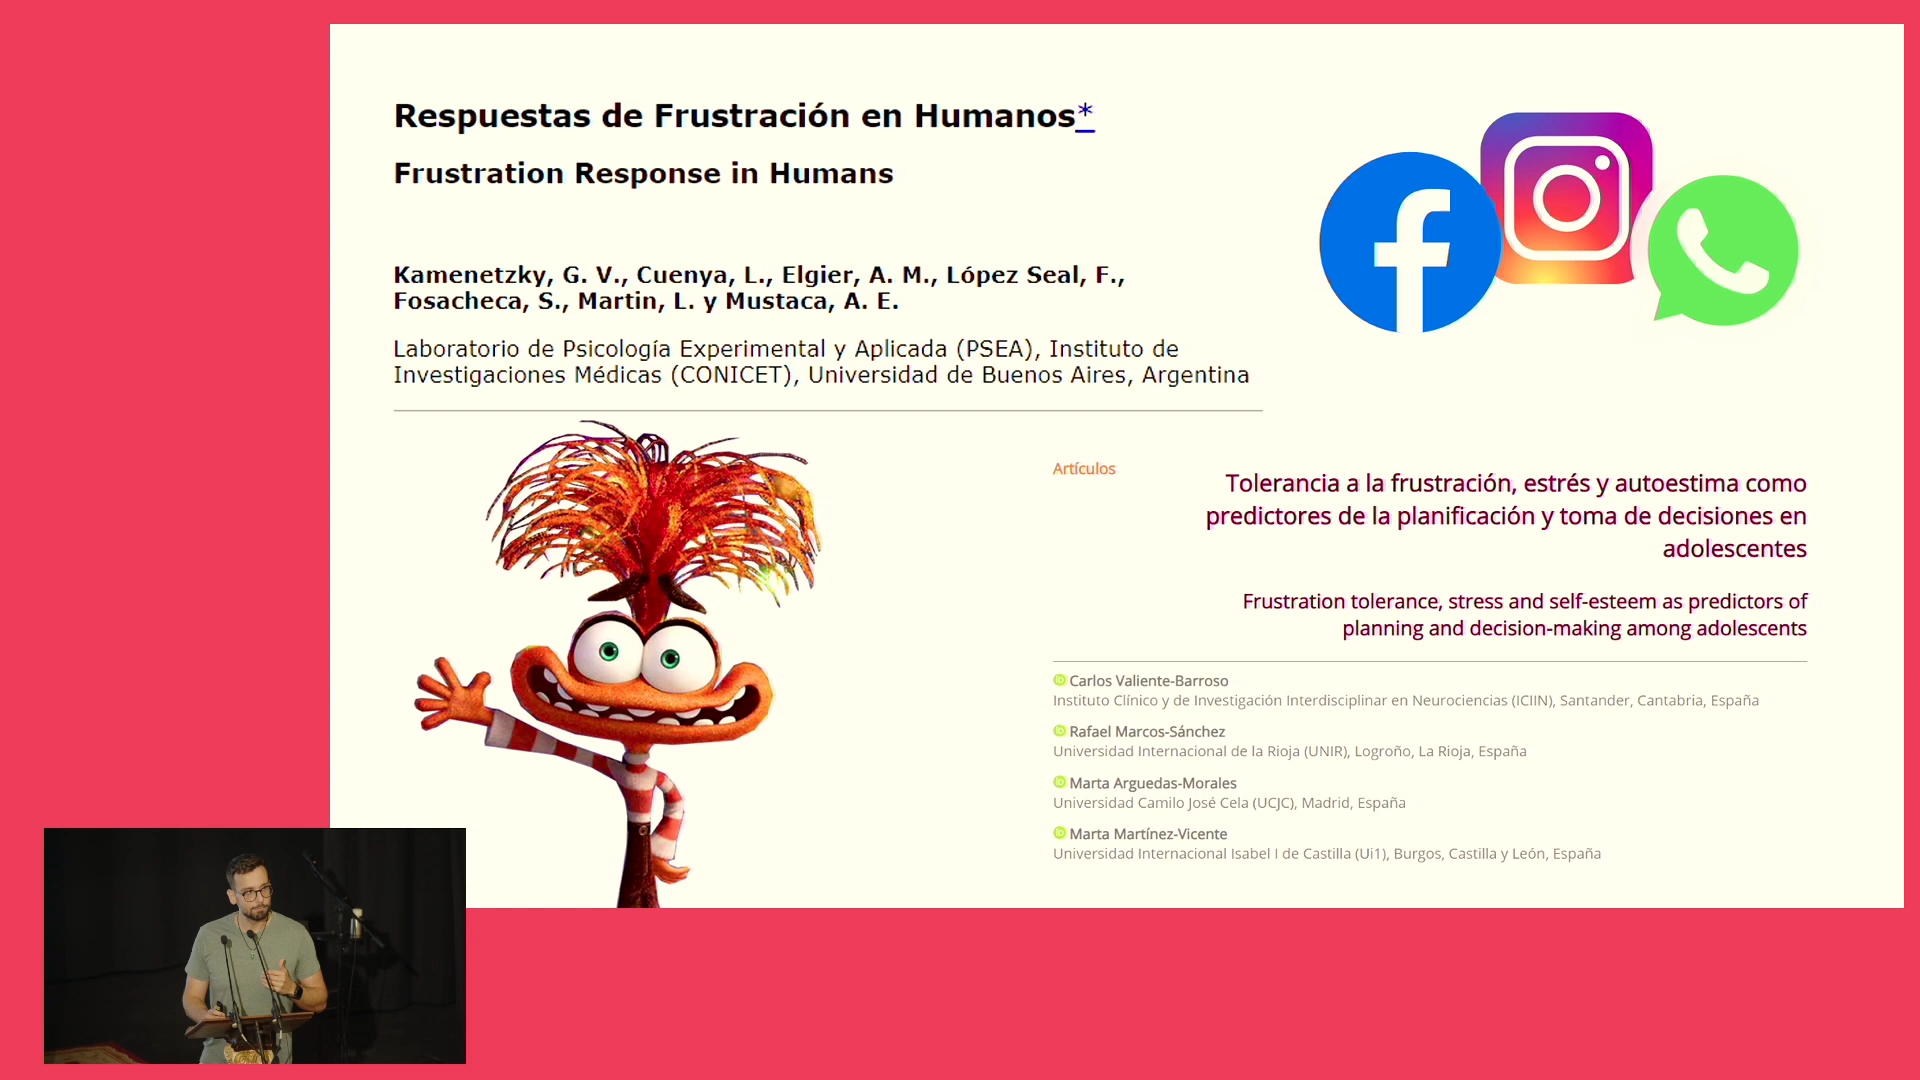 Respuestas de Frustración en Humanos*
Frustration Response in Humans
Kamenetzky, G. V., Cuenya, L., Elgier, A. M., López Seal, F.,
Fosacheca, S., Martin, L. y Mustaca, A. E.
Laboratorio de Psicología Experimental y Aplicada (PSEA), Instituto de
Investigaciones Médicas (CONICET), Universidad de Buenos Aires, Argentina
Artículos
Tolerancia a la frustración, estrés y autoestima como
predictores de la planificación y toma de decisiones en
adolescentes
Frustration tolerance, stress and self-esteem as predictors of
planning and decision-making among adolescents
Carlos Valiente-Barroso
Instituto Clínico y de Investigación Interdisciplinar en Neurociencias (ICIIN), Santander, Cantabria, España
Rafael Marcos-Sánchez
Universidad Internacional de la Rioja (UNIR), Logroño, La Rioja, España
Marta Arguedas-Morales
Universidad Camilo José Cela (UCJC), Madrid, España
Marta Martínez-Vicente
Universidad Internacional Isabel I de Castilla (Ui1), Burgos, Castilla y León, España